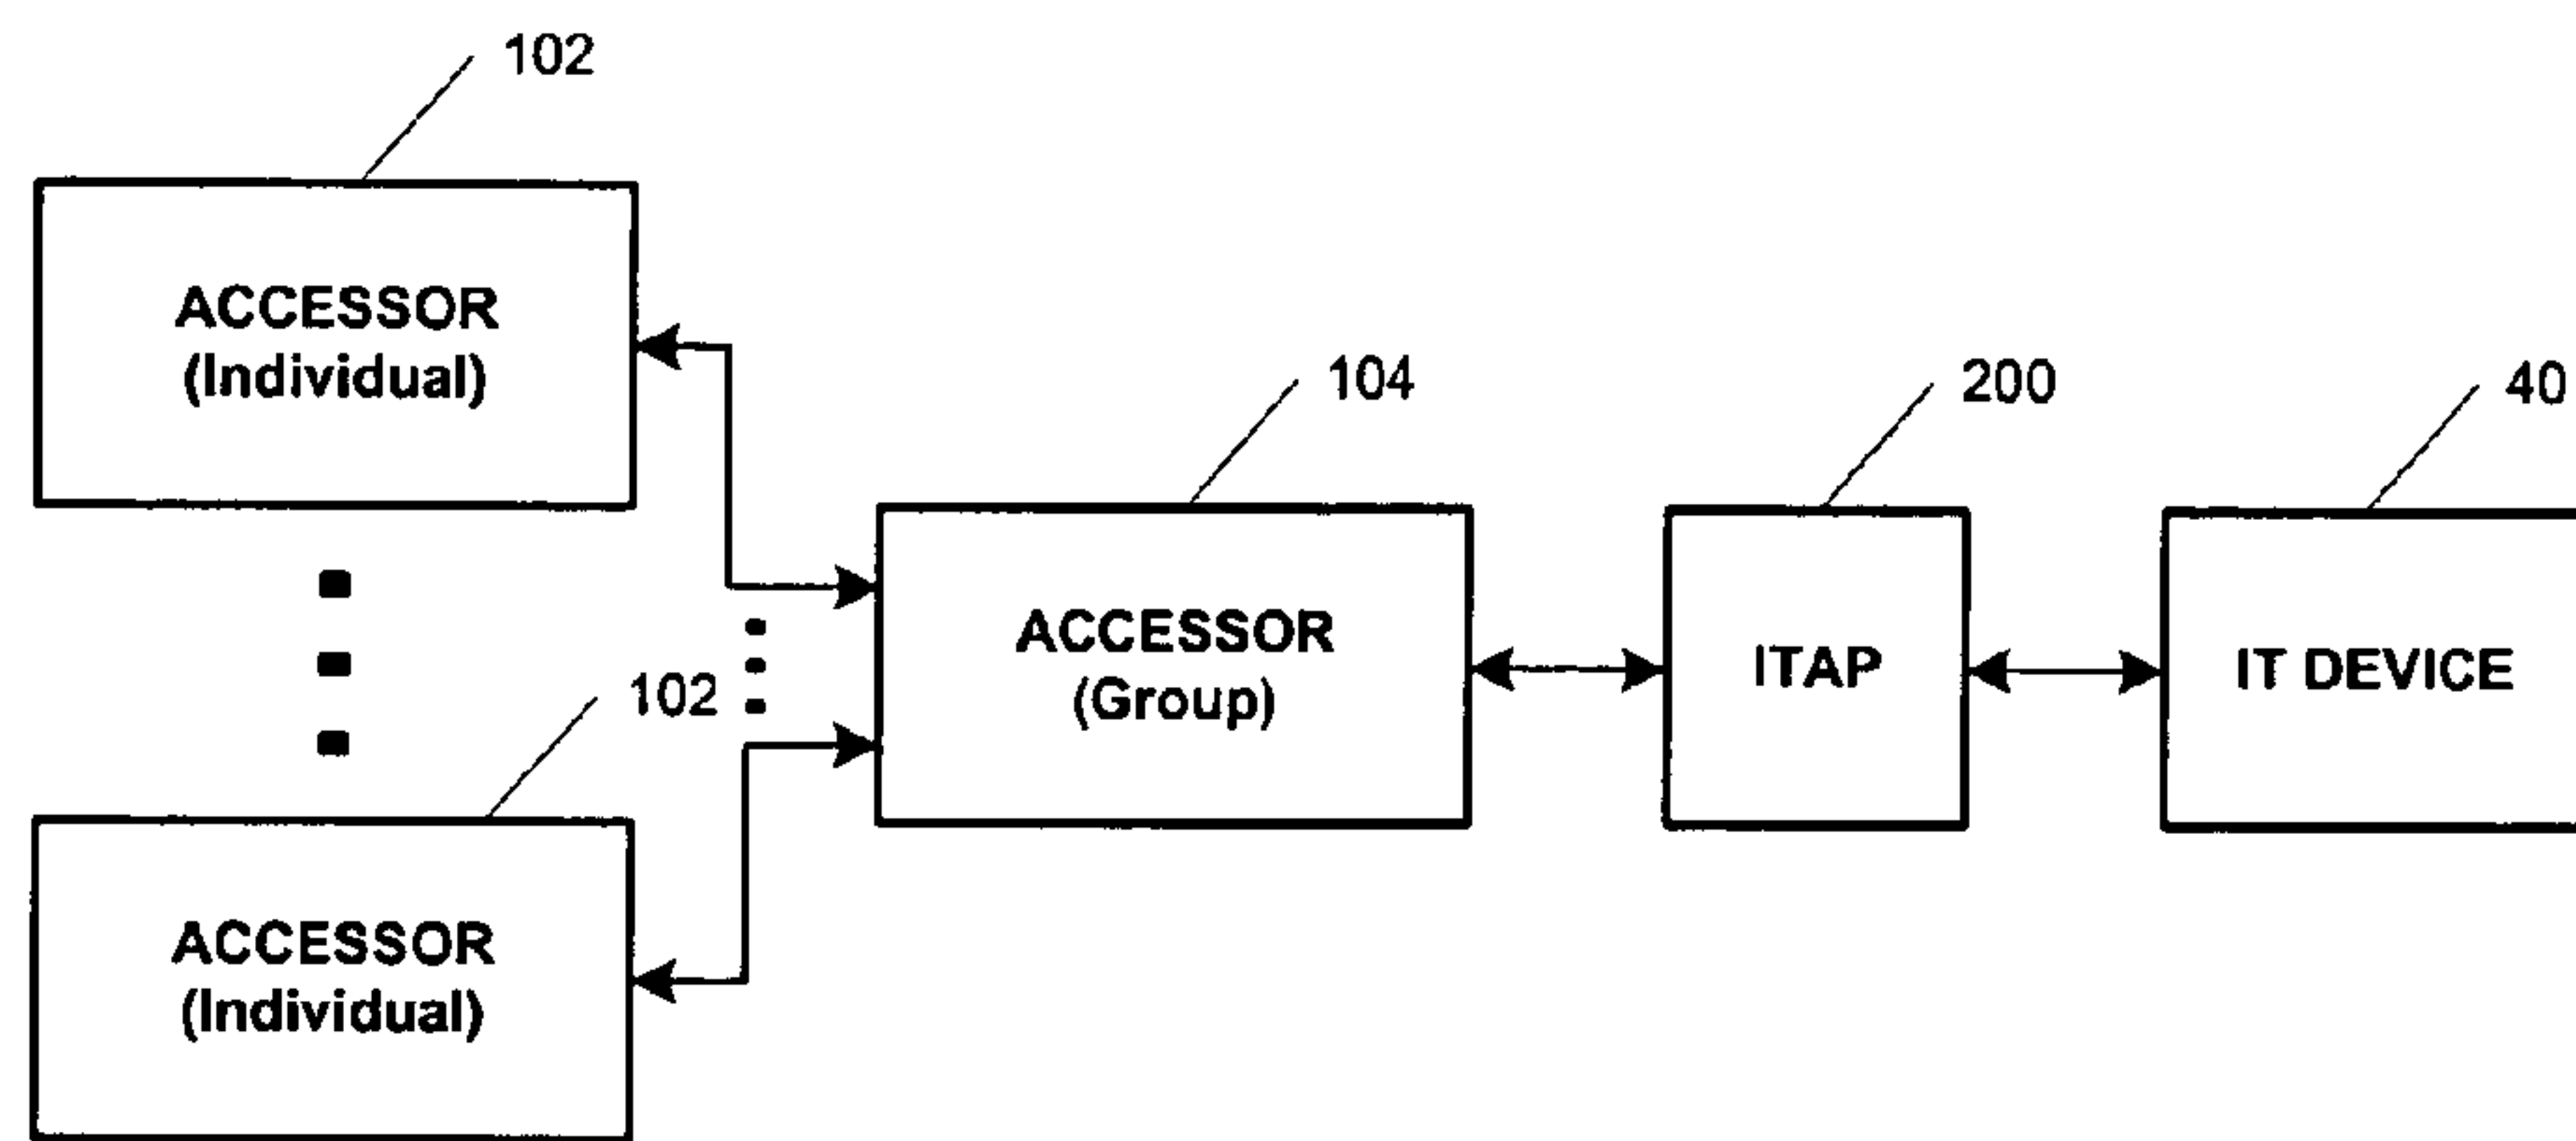 102
ACCESSOR
(Individual)
104
200
40
ACCESSOR
(Group)
ITAP
IT DEVICE
102
ACCESSOR
(Individual)